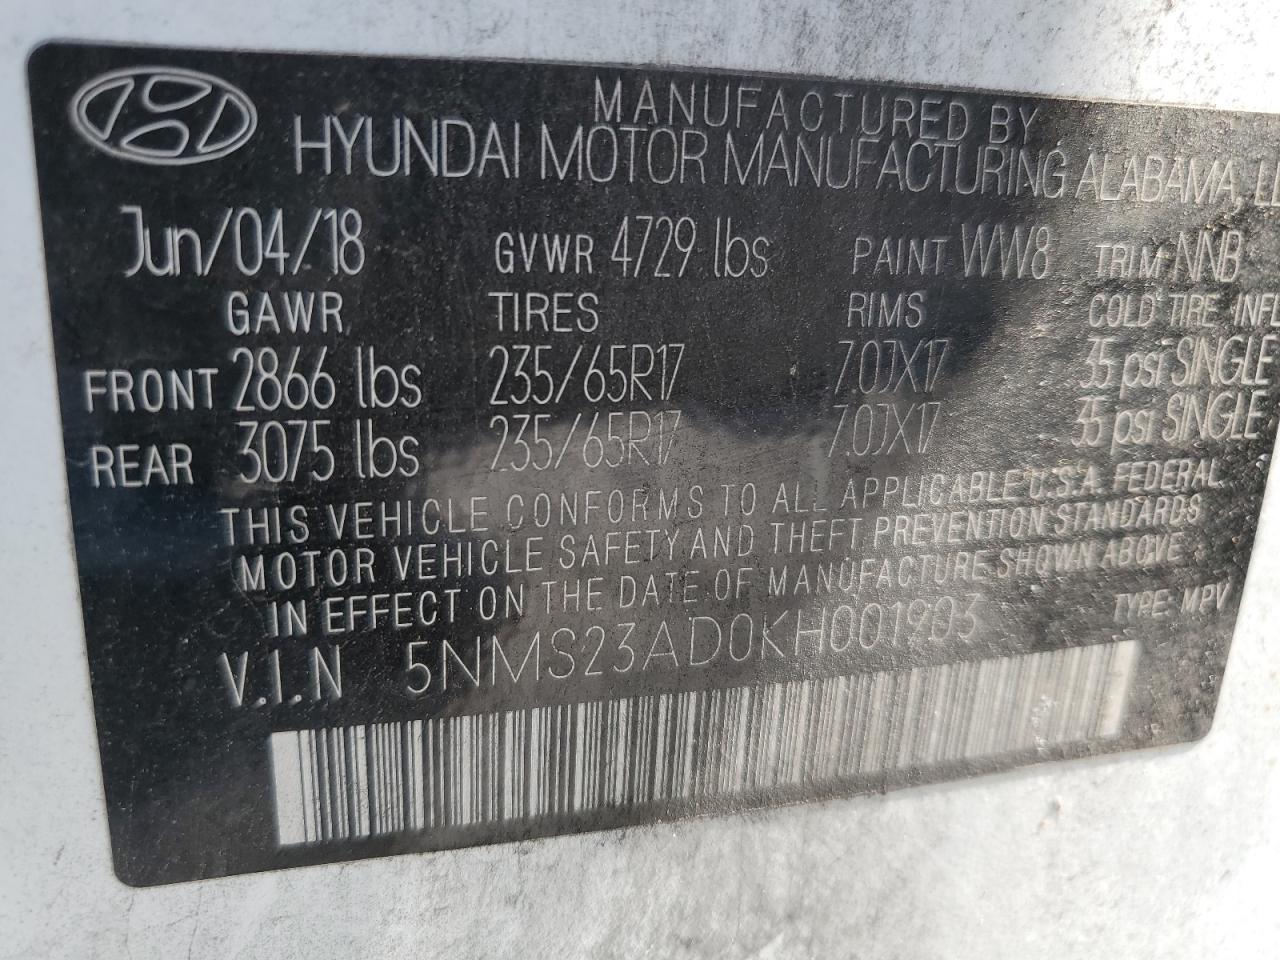 MANUFACTURED BY
HYUNDAI MOTOR MANUFACTURING ALABAMA,
Jun/04/18 GVWR 4729 lbs PAINT WW8 TRIM NNB
GAWR TIRES RIMS COLD TIRE
FRONT 2866 lbs 235/65R17 7.0JX17 35 psi SINGLE
REAR 3075 lbs 235/65R17 7.0JX17 35 psi SINGLE
THIS VEHICLE CONFORMS TO ALL APPLICABLE U.S.A. FEDERAL
MOTOR VEHICLE SAFETY AND THEFT PREVENTION STANDARDS
IN EFFECT ON THE DATE OF MANUFACTURE SHOWN ABOVE
V.I.N 5NMS23AD0KH001903 TYPE: MPV